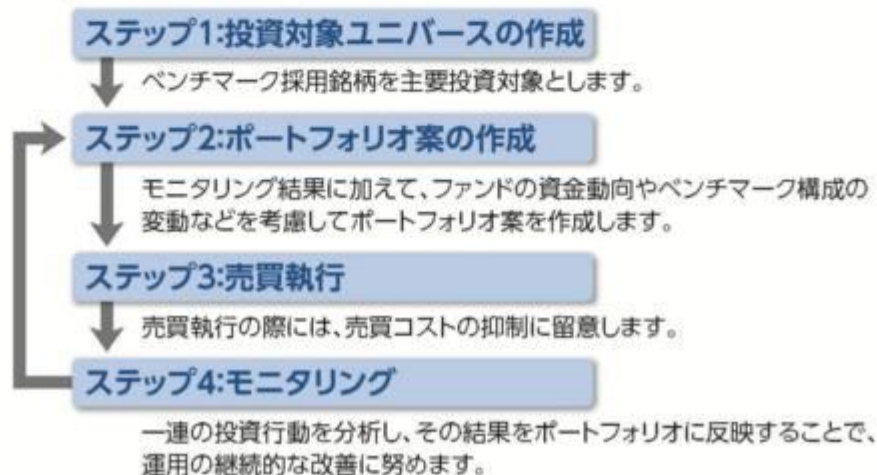 ステップ1:投資対象ユニバースの作成
ベンチマーク採用銘柄を主要投資対象とします。
ステップ2:ポートフォリオ案の作成
モニタリング結果に加えて、ファンドの資金動向やベンチマーク構成の
変動などを考慮してポートフォリオ案を作成します。
ステップ3:売買執行
売買執行の際には、売買コストの抑制に留意します。
ステップ4:モニタリング
一連の投資行動を分析し、その結果をポートフォリオに反映することで、
運用の継続的な改善に努めます。